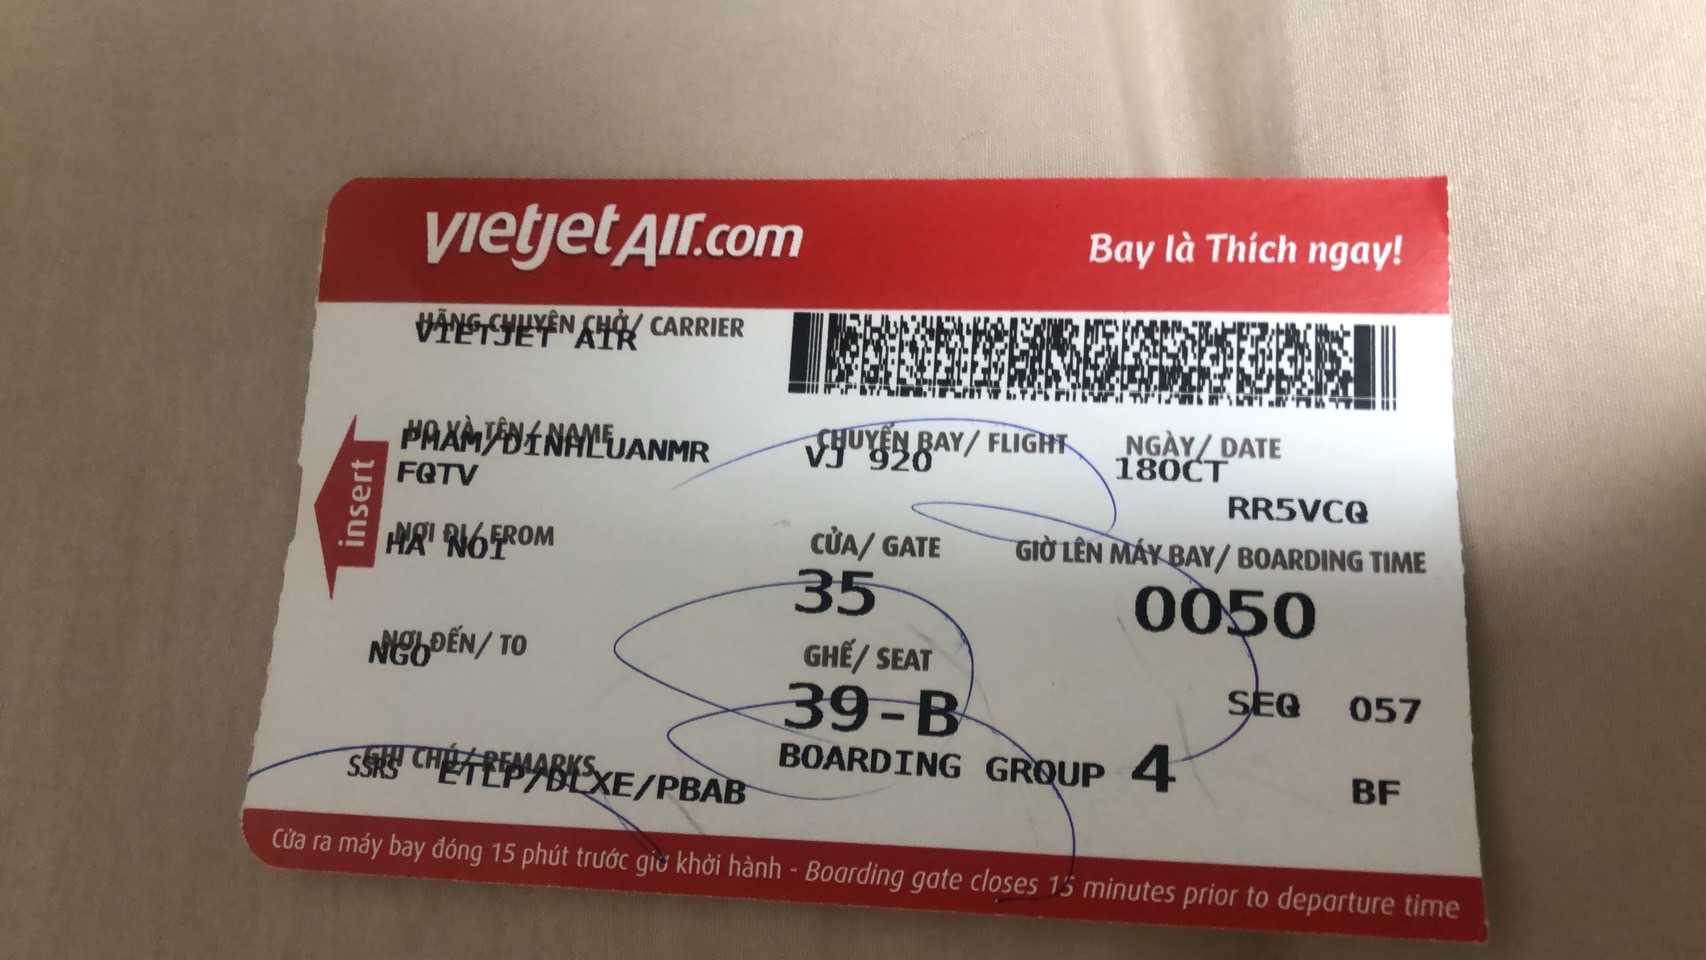 vietjetAir.com
Bay là Thích ngay!
HÃNG CHUYÊN CHỞ/ CARRIER
VIETJET AIR
HỌ VÀ TÊN/ NAME
PHAM/DINHLUANMR
FQTV
CHUYẾN BAY/ FLIGHT
VJ 920
NGÀY/ DATE
18OCT
RR5VCQ
insert
NƠI ĐI/ FROM
HA NOI
CỬA/ GATE
35
GIỜ LÊN MÁY BAY/ BOARDING TIME
0050
NƠI ĐẾN/ TO
NGO
GHẾ/ SEAT
39-B
SEQ 057
GHI CHÚ/ REMARKS
SSRS ETLP/DLXE/PBAB
BOARDING GROUP 4
BF
Cửa ra máy bay đóng 15 phút trước giờ khởi hành - Boarding gate closes 15 minutes prior to departure time